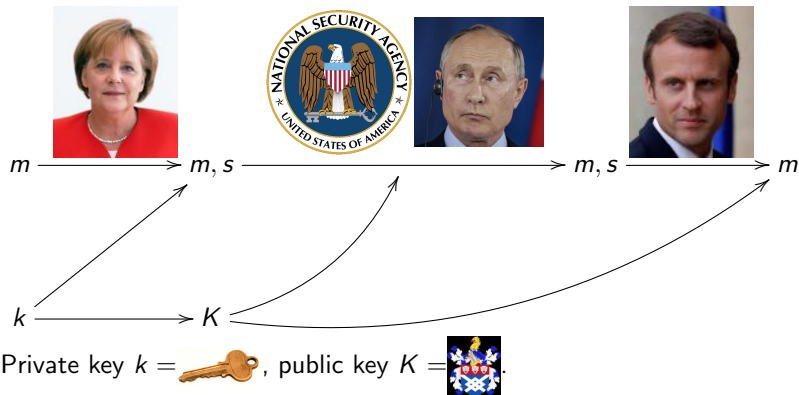 NATIONAL SECURITY AGENCY
UNITED STATES OF AMERICA
m m, s m, s m
k K
Private key k = , public key K = .